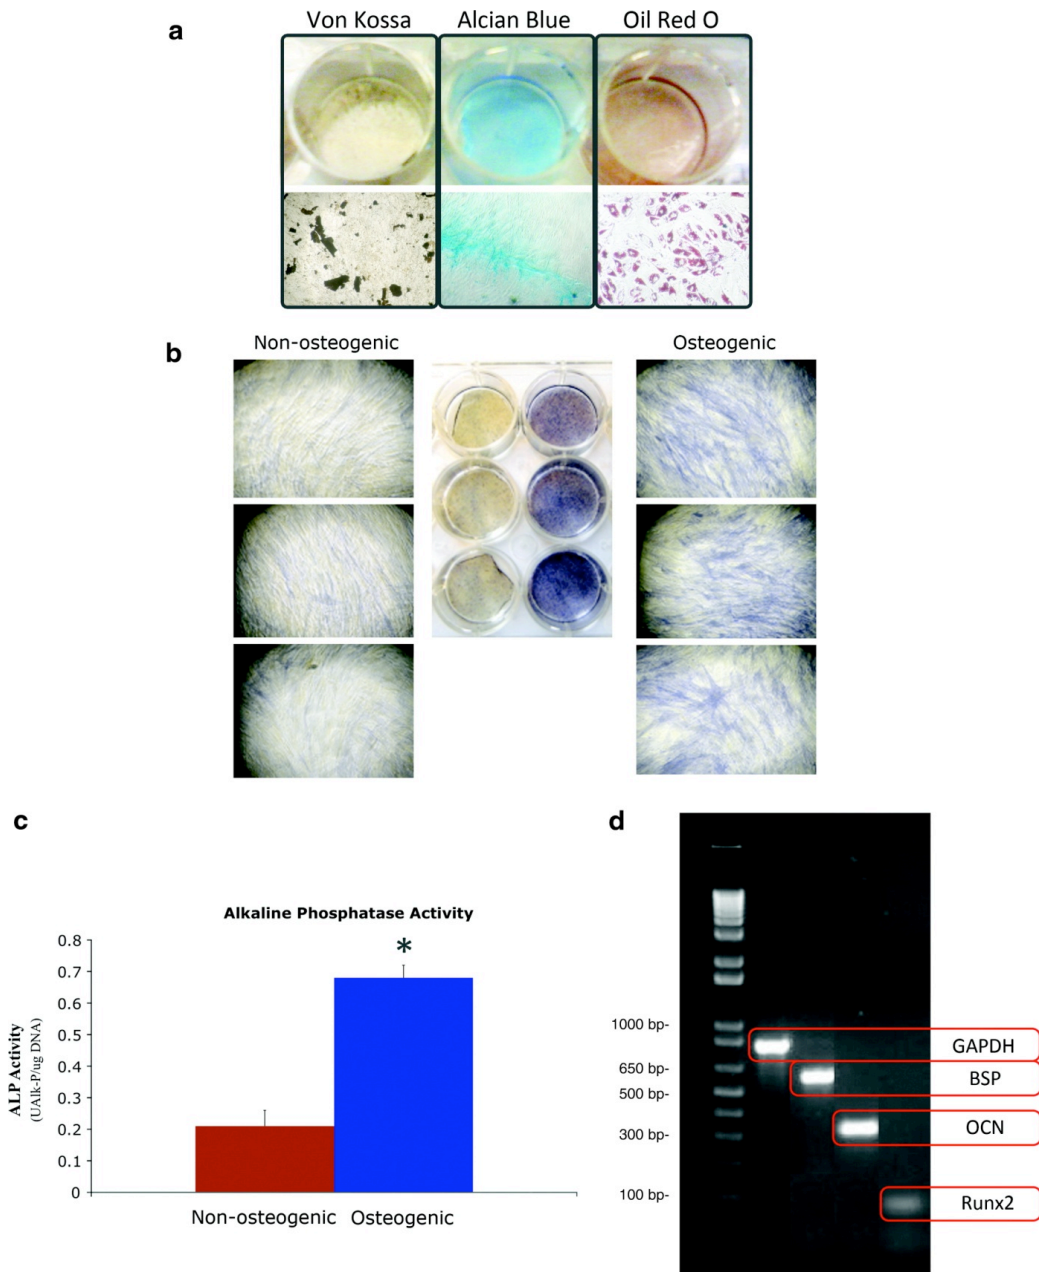 a
Von Kossa
Alcian Blue
Oil Red O
b
Non-osteogenic
Osteogenic
c
Alkaline Phosphatase Activity
ALP Activity
(UAlk-P/ug DNA)
0.8
0.7
0.6
0.5
0.4
0.3
0.2
0.1
0
*
Non-osteogenic
Osteogenic
d
1000 bp-
650 bp-
500 bp-
300 bp-
100 bp-
GAPDH
BSP
OCN
Runx2